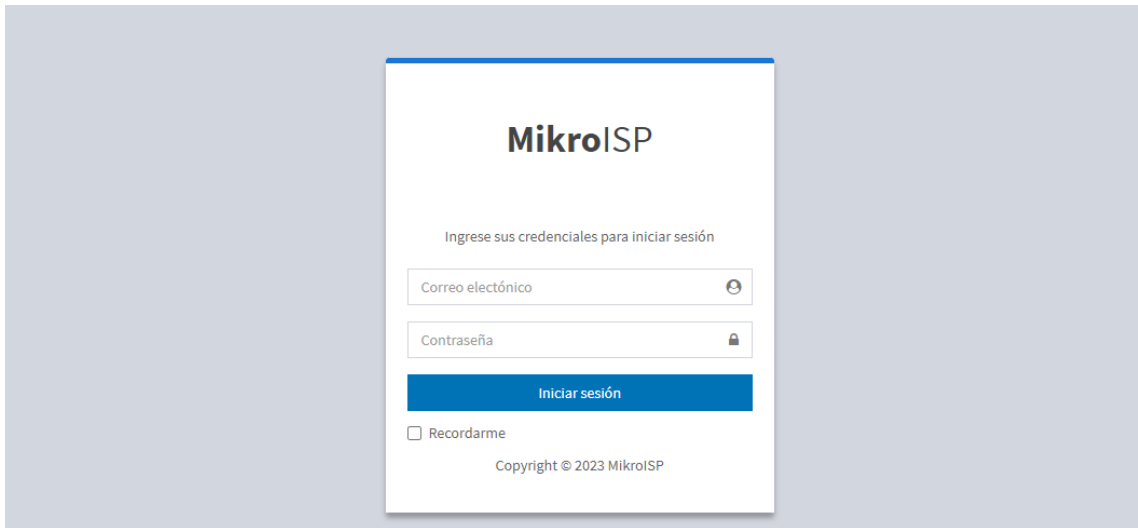 MikroISP
Ingrese sus credenciales para iniciar sesión
Correo electónico
Contraseña
Iniciar sesión
Recordarme
Copyright © 2023 MikroISP